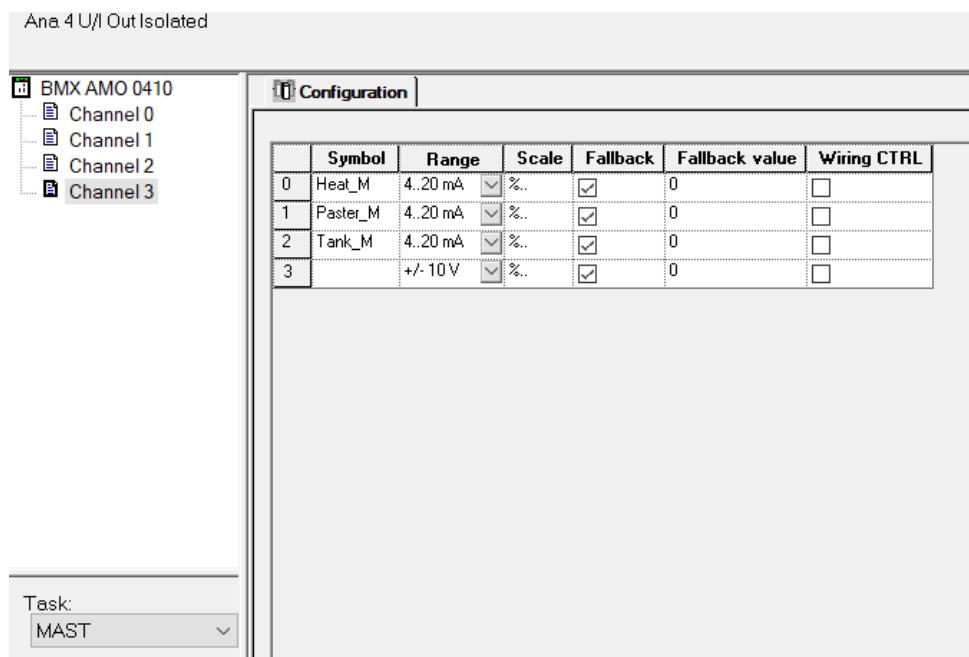 Ana 4 U/I Out Isolated
BMX AMO 0410
Channel 0
Channel 1
Channel 2
Channel 3
Task:
MAST
Configuration
Symbol Range Scale Fallback Fallback value Wiring CTRL
0 Heat_M 4..20 mA %.. 0
1 Paster_M 4..20 mA %.. 0
2 Tank_M 4..20 mA %.. 0
3 +/- 10 V %.. 0